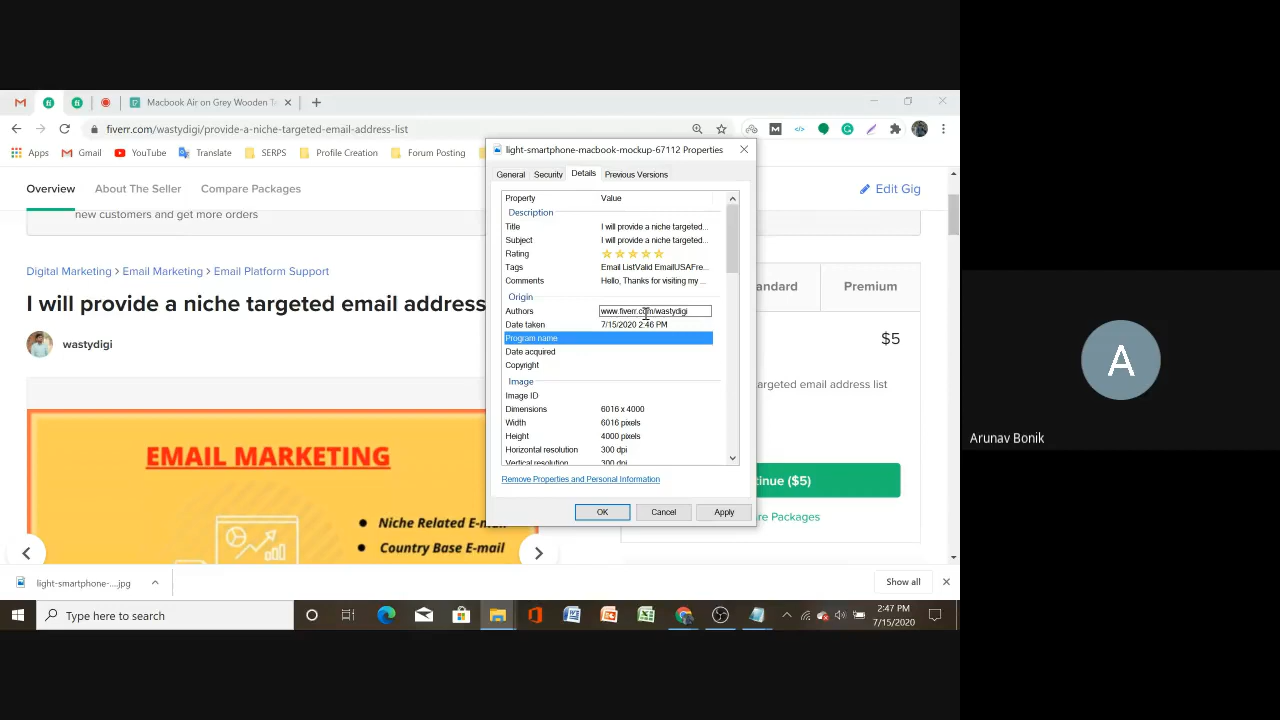 Macbook Air on Grey Wooden T
fiverr.com/wastydigi/provide-a-niche-targeted-email-address-list
Apps
Gmail
YouTube
Translate
SERPS
Profile Creation
Forum Posting
Overview
About The Seller
Compare Packages
Edit Gig
new customers and get more orders
Digital Marketing > Email Marketing > Email Platform Support
I will provide a niche targeted email address
wastydigi
EMAIL MARKETING
Niche Related E-ma
Country Base E-mail
light-smartphone-macbook-mockup-67112 Properties
General
Security
Details
Previous Versions
Property Value
Description
Title I will provide a niche targeted...
Subject I will provide a niche targeted...
Rating
Tags Email ListValid EmailUSAFre...
Comments Hello, Thanks for visiting my ...
Origin
Authors www.fiverr.com/wastydigi
Date taken 7/15/2020 2:46 PM
Program name
Date acquired
Copyright
Image
Image ID
Dimensions 6016 x 4000
Width 6016 pixels
Height 4000 pixels
Horizontal resolution 300 dpi
Vertical resolution 300 dpi
Remove Properties and Personal Information
OK
Cancel
Apply
andard
Premium
$5
argeted email address list
tinue ($5)
re Packages
light-smartphone-....jpg
Show all
Type here to search
2:47 PM
7/15/2020
A
Arunav Bonik